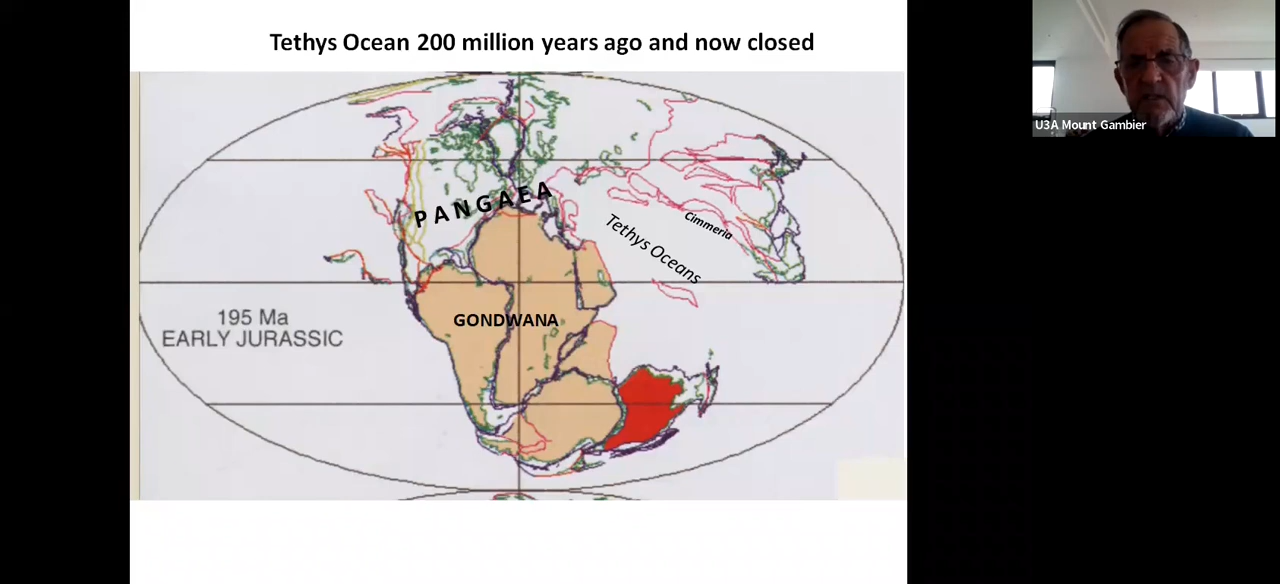 Tethys Ocean 200 million years ago and now closed
U3A Mount Gambier
PANGAEA
Cimmeria
Tethys Oceans
195 Ma
EARLY JURASSIC
GONDWANA